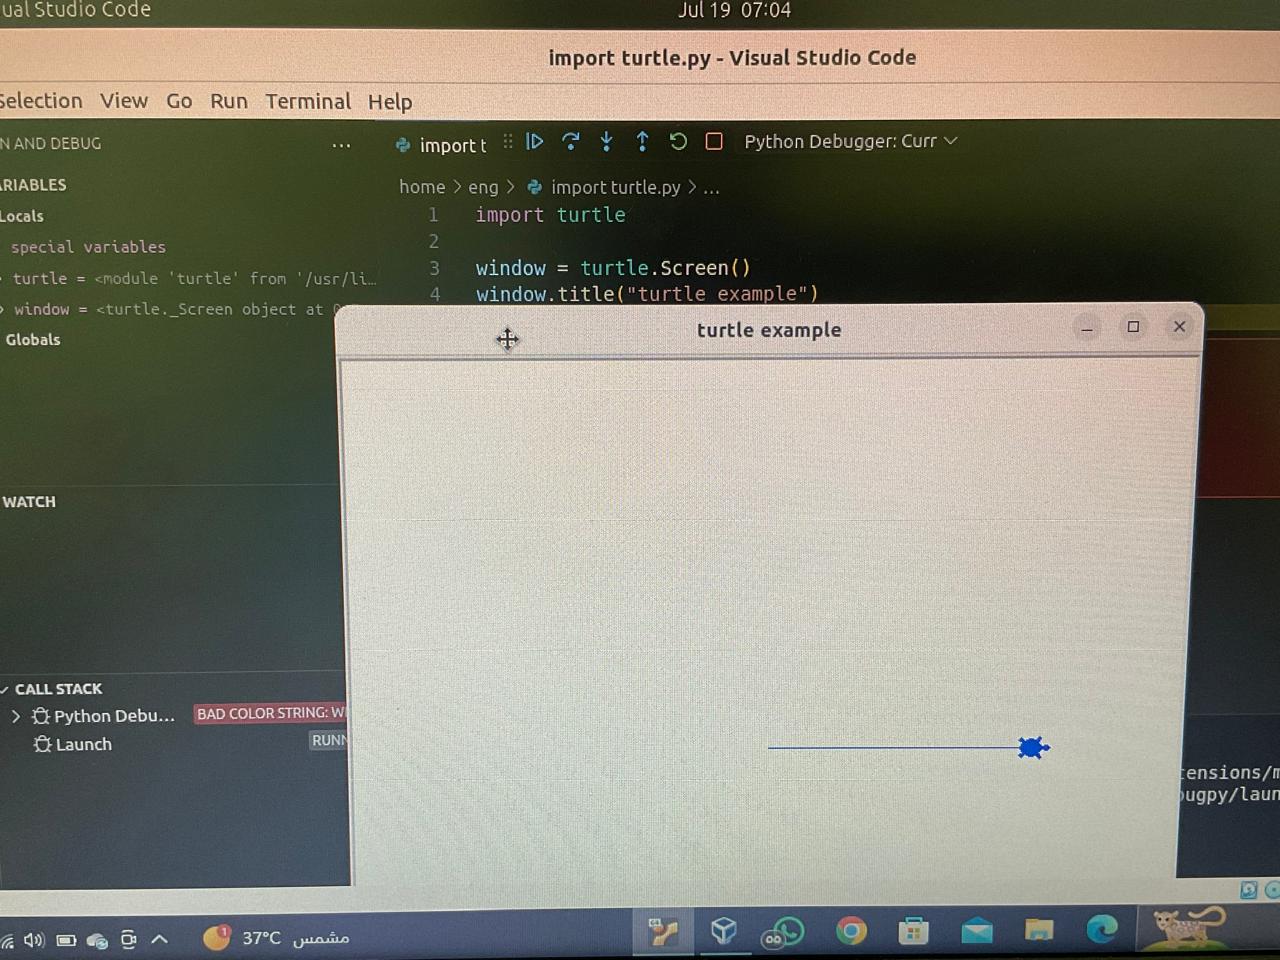 ual Studio Code
Jul 19 07:04
import turtle.py - Visual Studio Code
Selection View Go Run Terminal Help
N AND DEBUG
...
import t
Python Debugger: Curr
ARIABLES
home > eng > import turtle.py > ...
Locals
1 import turtle
special variables
2
turtle = <module 'turtle' from '/usr/li...
3 window = turtle.Screen()
window = <turtle._Screen object at 0
4 window.title("turtle example")
Globals
turtle example
WATCH
CALL STACK
Python Debu... BAD COLOR STRING: W
Launch RUNN
tensions/m
bugpy/laun
1
37°C مشمس